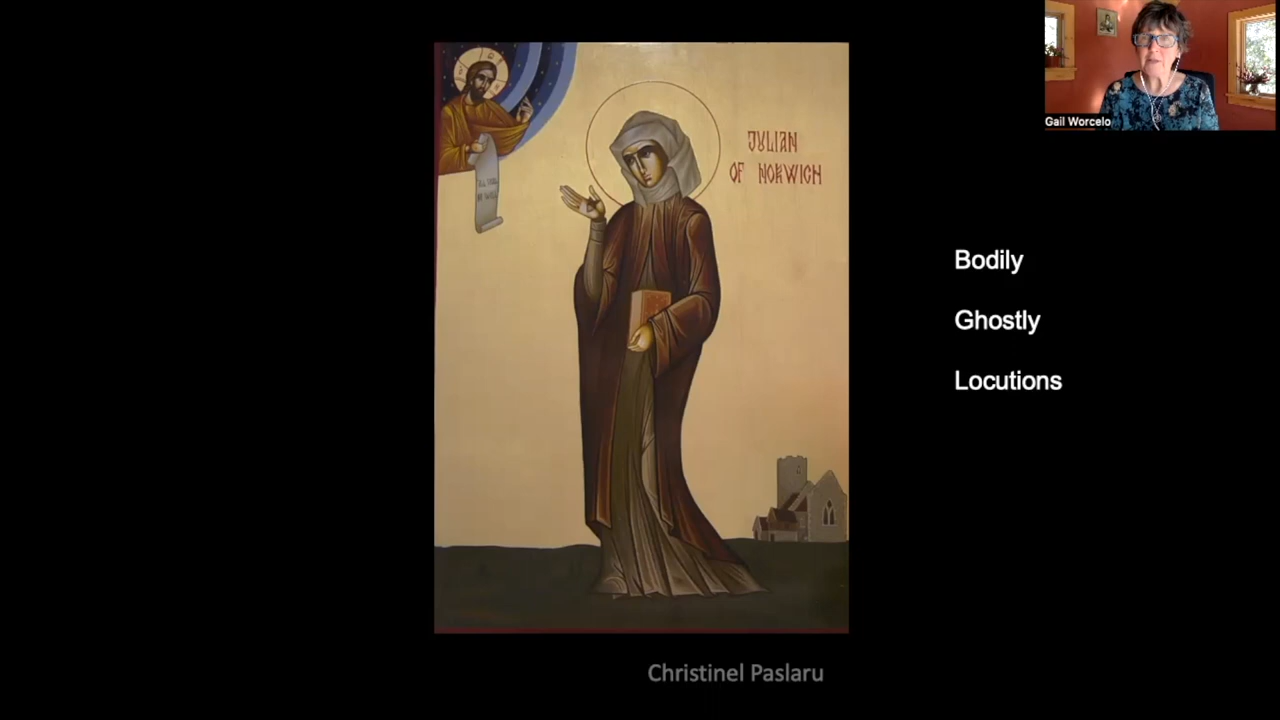 Gail Worcelo
JULIAN
OF NORWICH
Bodily
Ghostly
Locutions
Christinel Paslaru